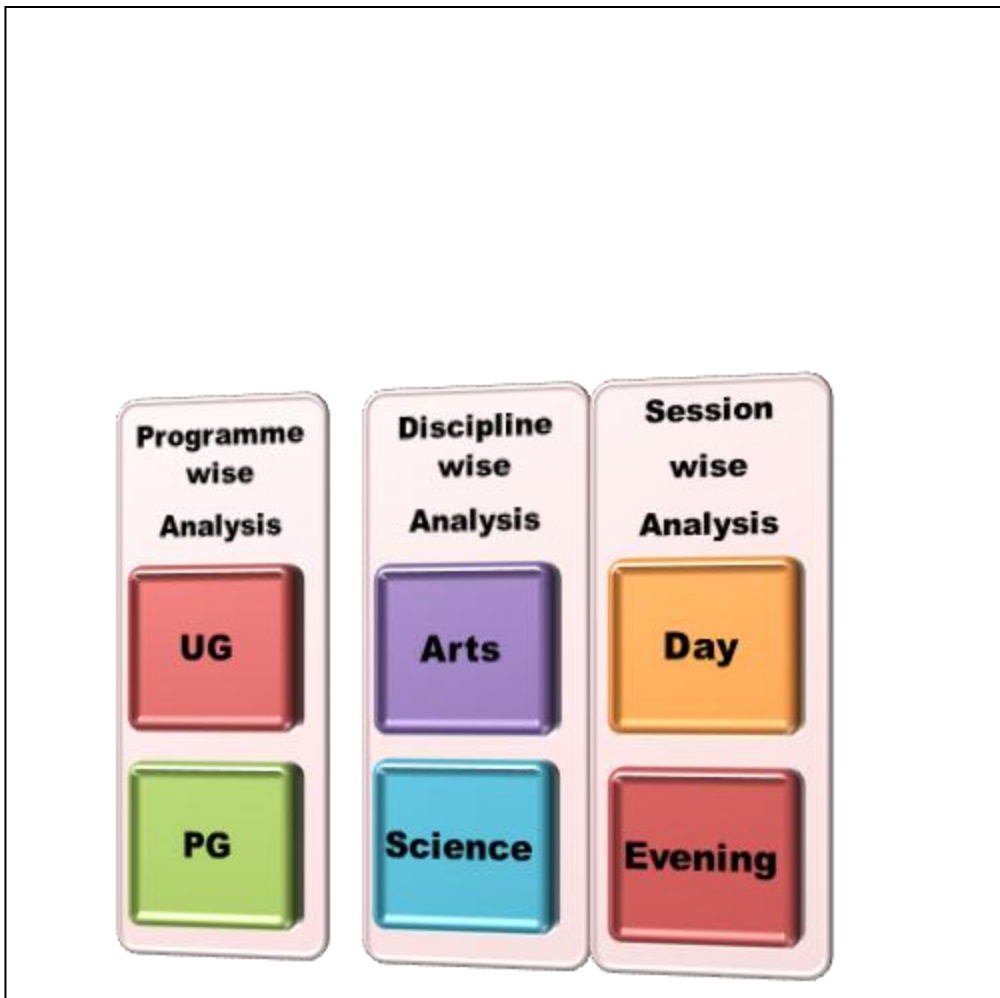 Programme
wise
Analysis
UG
PG
Discipline
wise
Analysis
Arts
Science
Session
wise
Analysis
Day
Evening